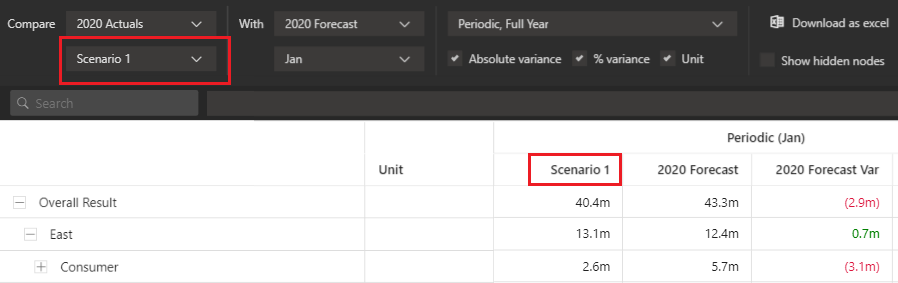 Compare 2020 Actuals With 2020 Forecast Periodic, Full Year Download as excel
Scenario 1 Jan Absolute variance % variance Unit Show hidden nodes
Search
Periodic (Jan)
Unit Scenario 1 2020 Forecast 2020 Forecast Var
Overall Result 40.4m 43.3m (2.9m)
East 13.1m 12.4m 0.7m
Consumer 2.6m 5.7m (3.1m)